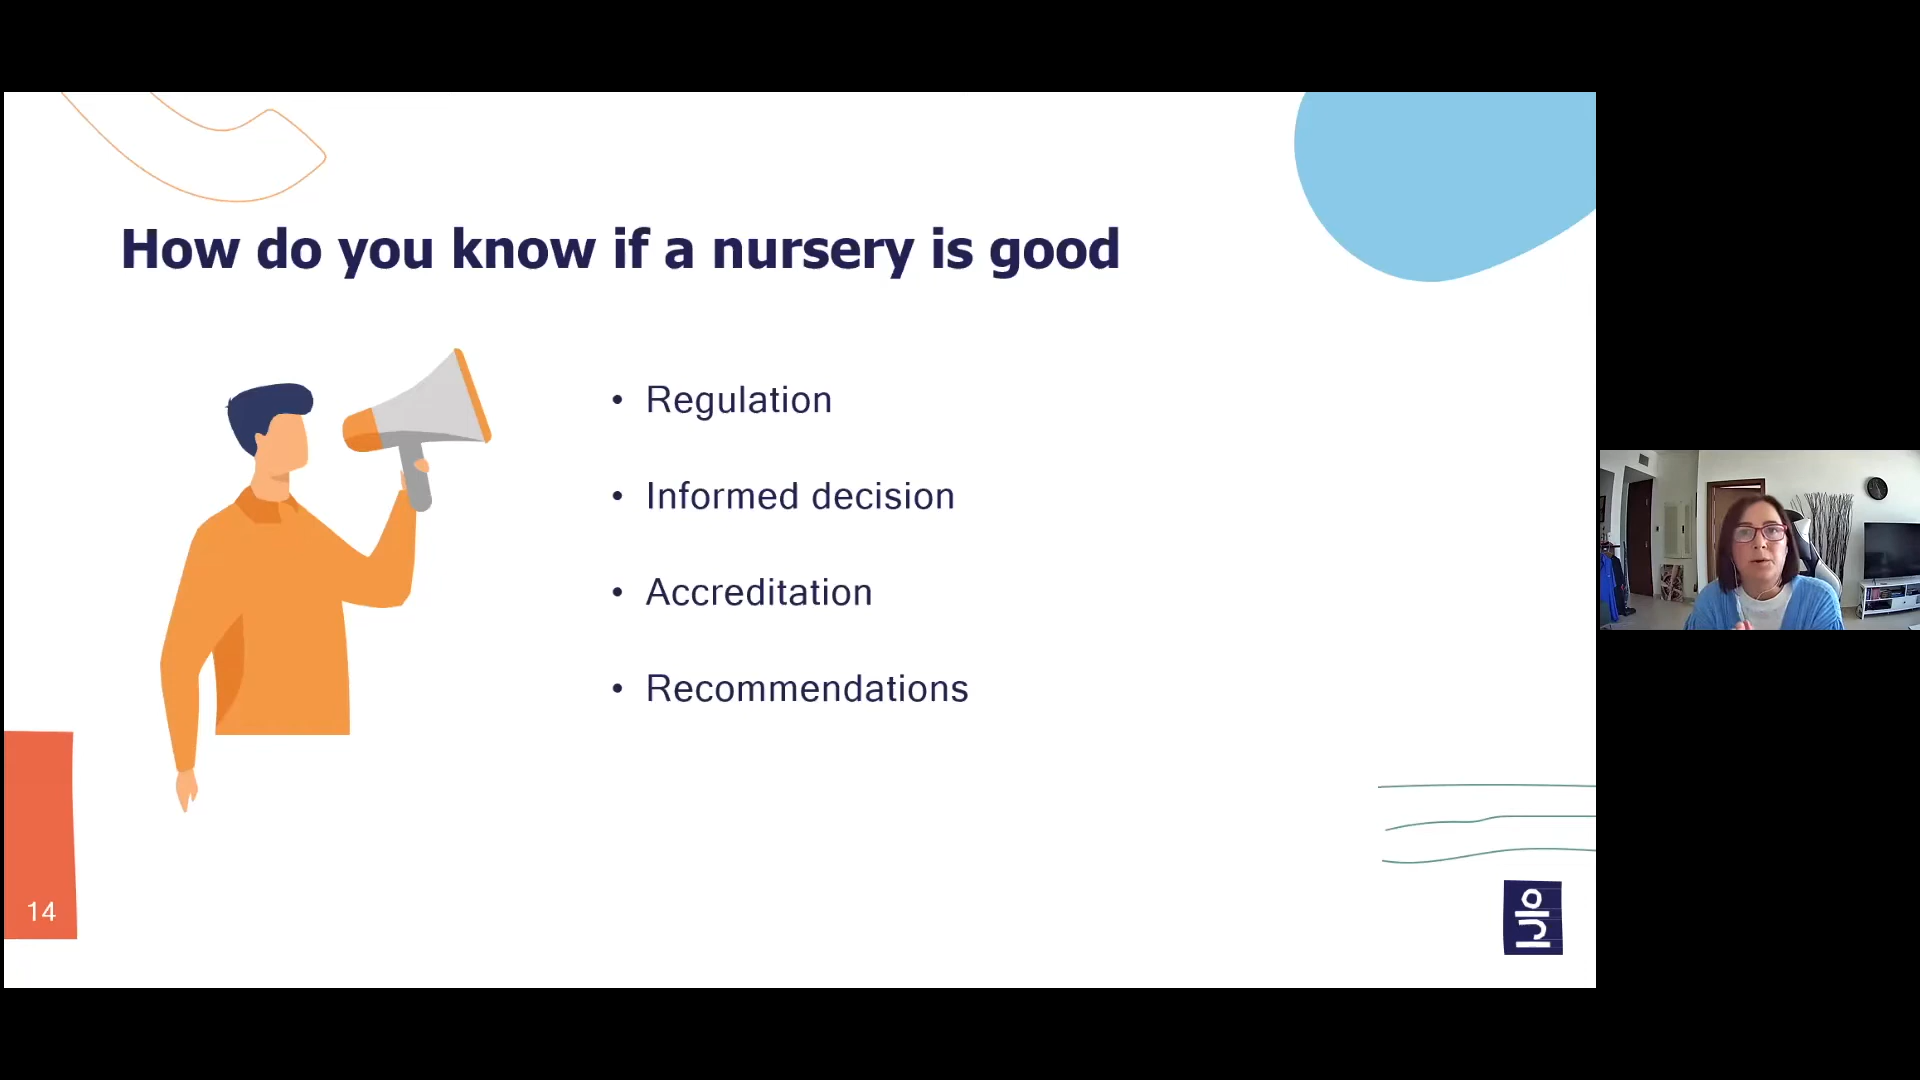 How do you know if a nursery is good
• Regulation
• Informed decision
• Accreditation
• Recommendations
14